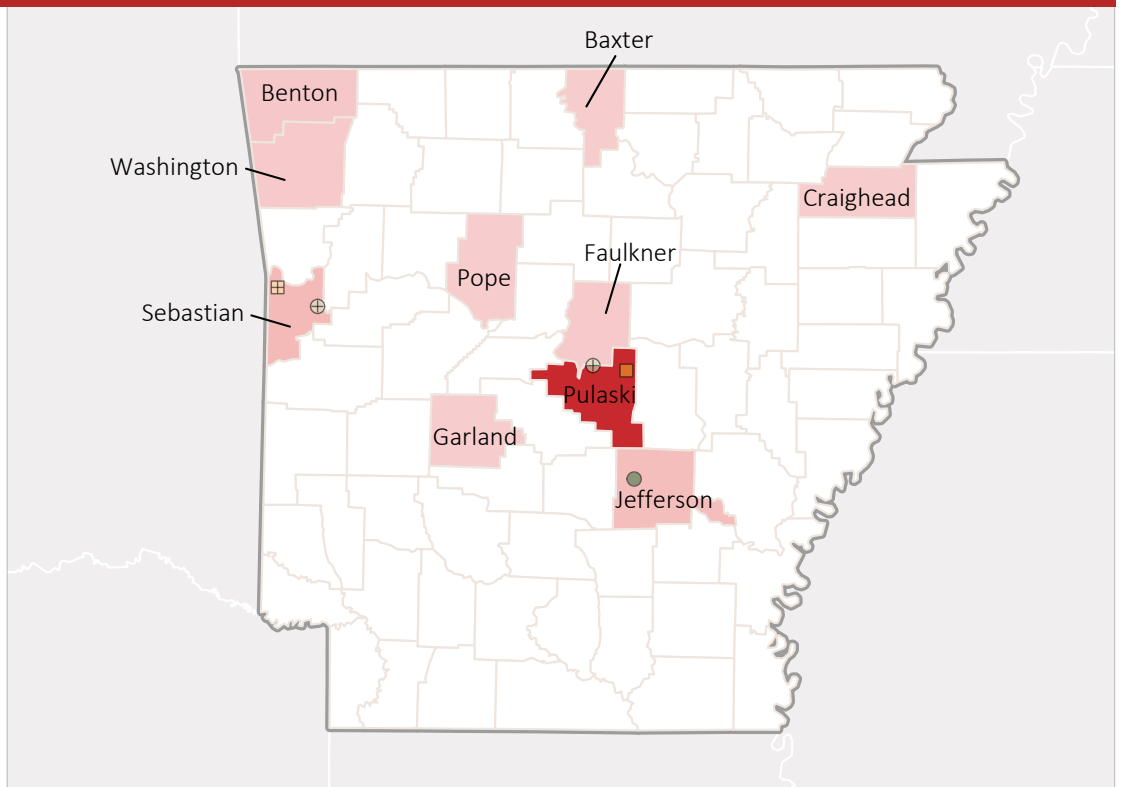 Baxter
Benton
Washington
Craighead
Faulkner
Pope
Sebastian
Pulaski
Garland
Jefferson